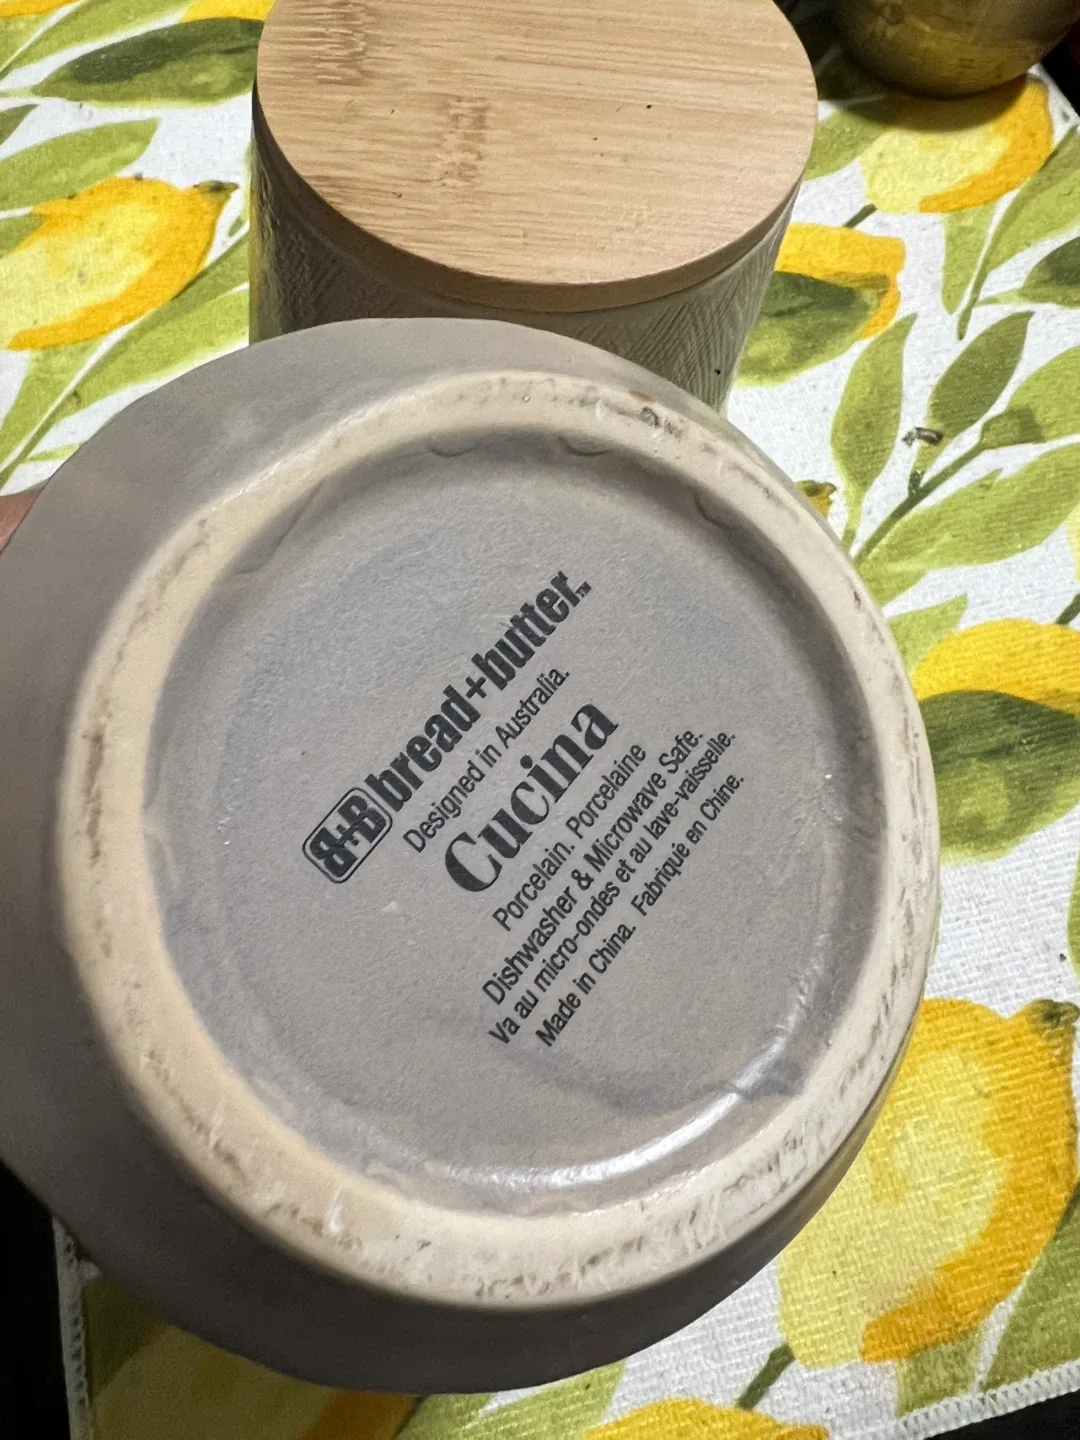 B+B bread+butter™
Designed in Australia.
Cucina
Porcelain. Porcelaine
Dishwasher & Microwave Safe.
Va au micro-ondes et au lave-vaisselle.
Made in China. Fabriqué en Chine.